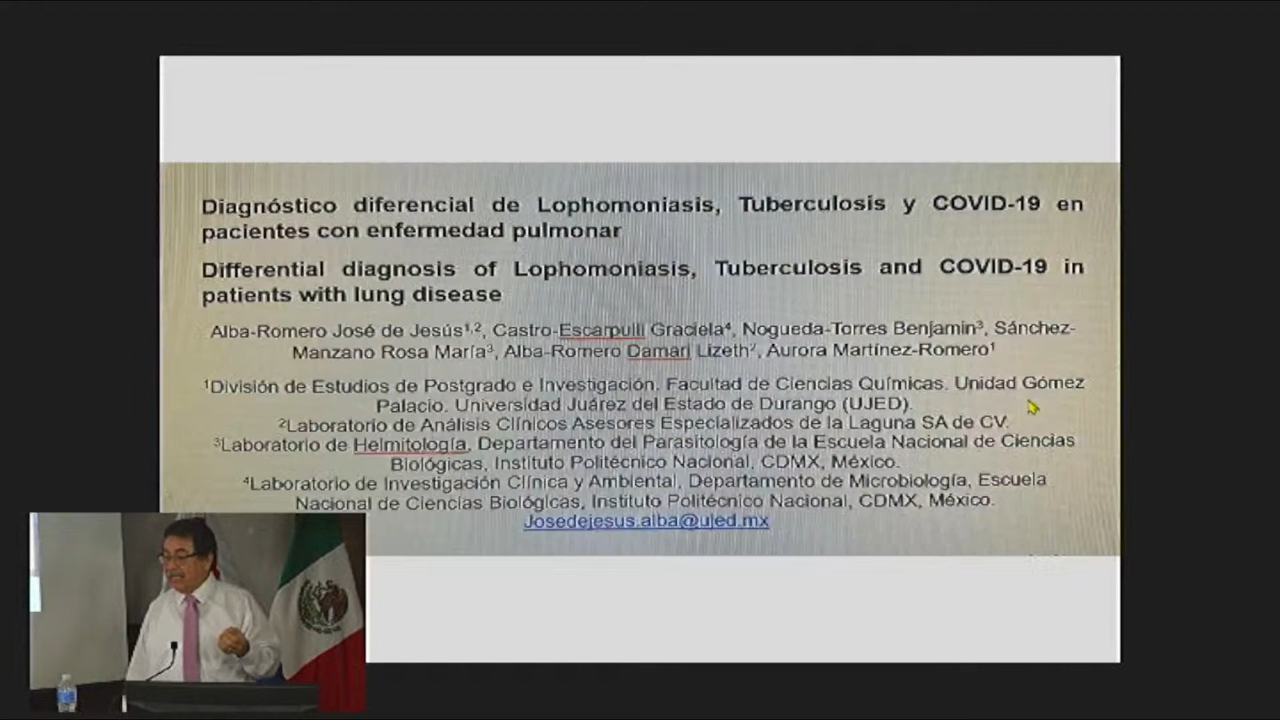 Diagnóstico diferencial de Lophomoniasis, Tuberculosis y COVID-19 en
pacientes con enfermedad pulmonar
Differential diagnosis of Lophomoniasis, Tuberculosis and COVID-19 in
patients with lung disease
Alba-Romero José de Jesús¹,², Castro-Escarpulli Graciela⁴, Nogueda-Torres Benjamin³, Sánchez-
Manzano Rosa María³, Alba-Romero Damari Lizeth², Aurora Martínez-Romero¹
¹División de Estudios de Postgrado e Investigación. Facultad de Ciencias Químicas. Unidad Gómez
Palacio. Universidad Juárez del Estado de Durango (UJED).
²Laboratorio de Análisis Clínicos Asesores Especializados de la Laguna SA de CV.
³Laboratorio de Helmitología, Departamento del Parasitología de la Escuela Nacional de Ciencias
Biológicas, Instituto Politécnico Nacional, CDMX, México.
⁴Laboratorio de Investigación Clínica y Ambiental, Departamento de Microbiología, Escuela
Nacional de Ciencias Biológicas, Instituto Politécnico Nacional, CDMX, México.
Josedejesus.alba@ujed.mx